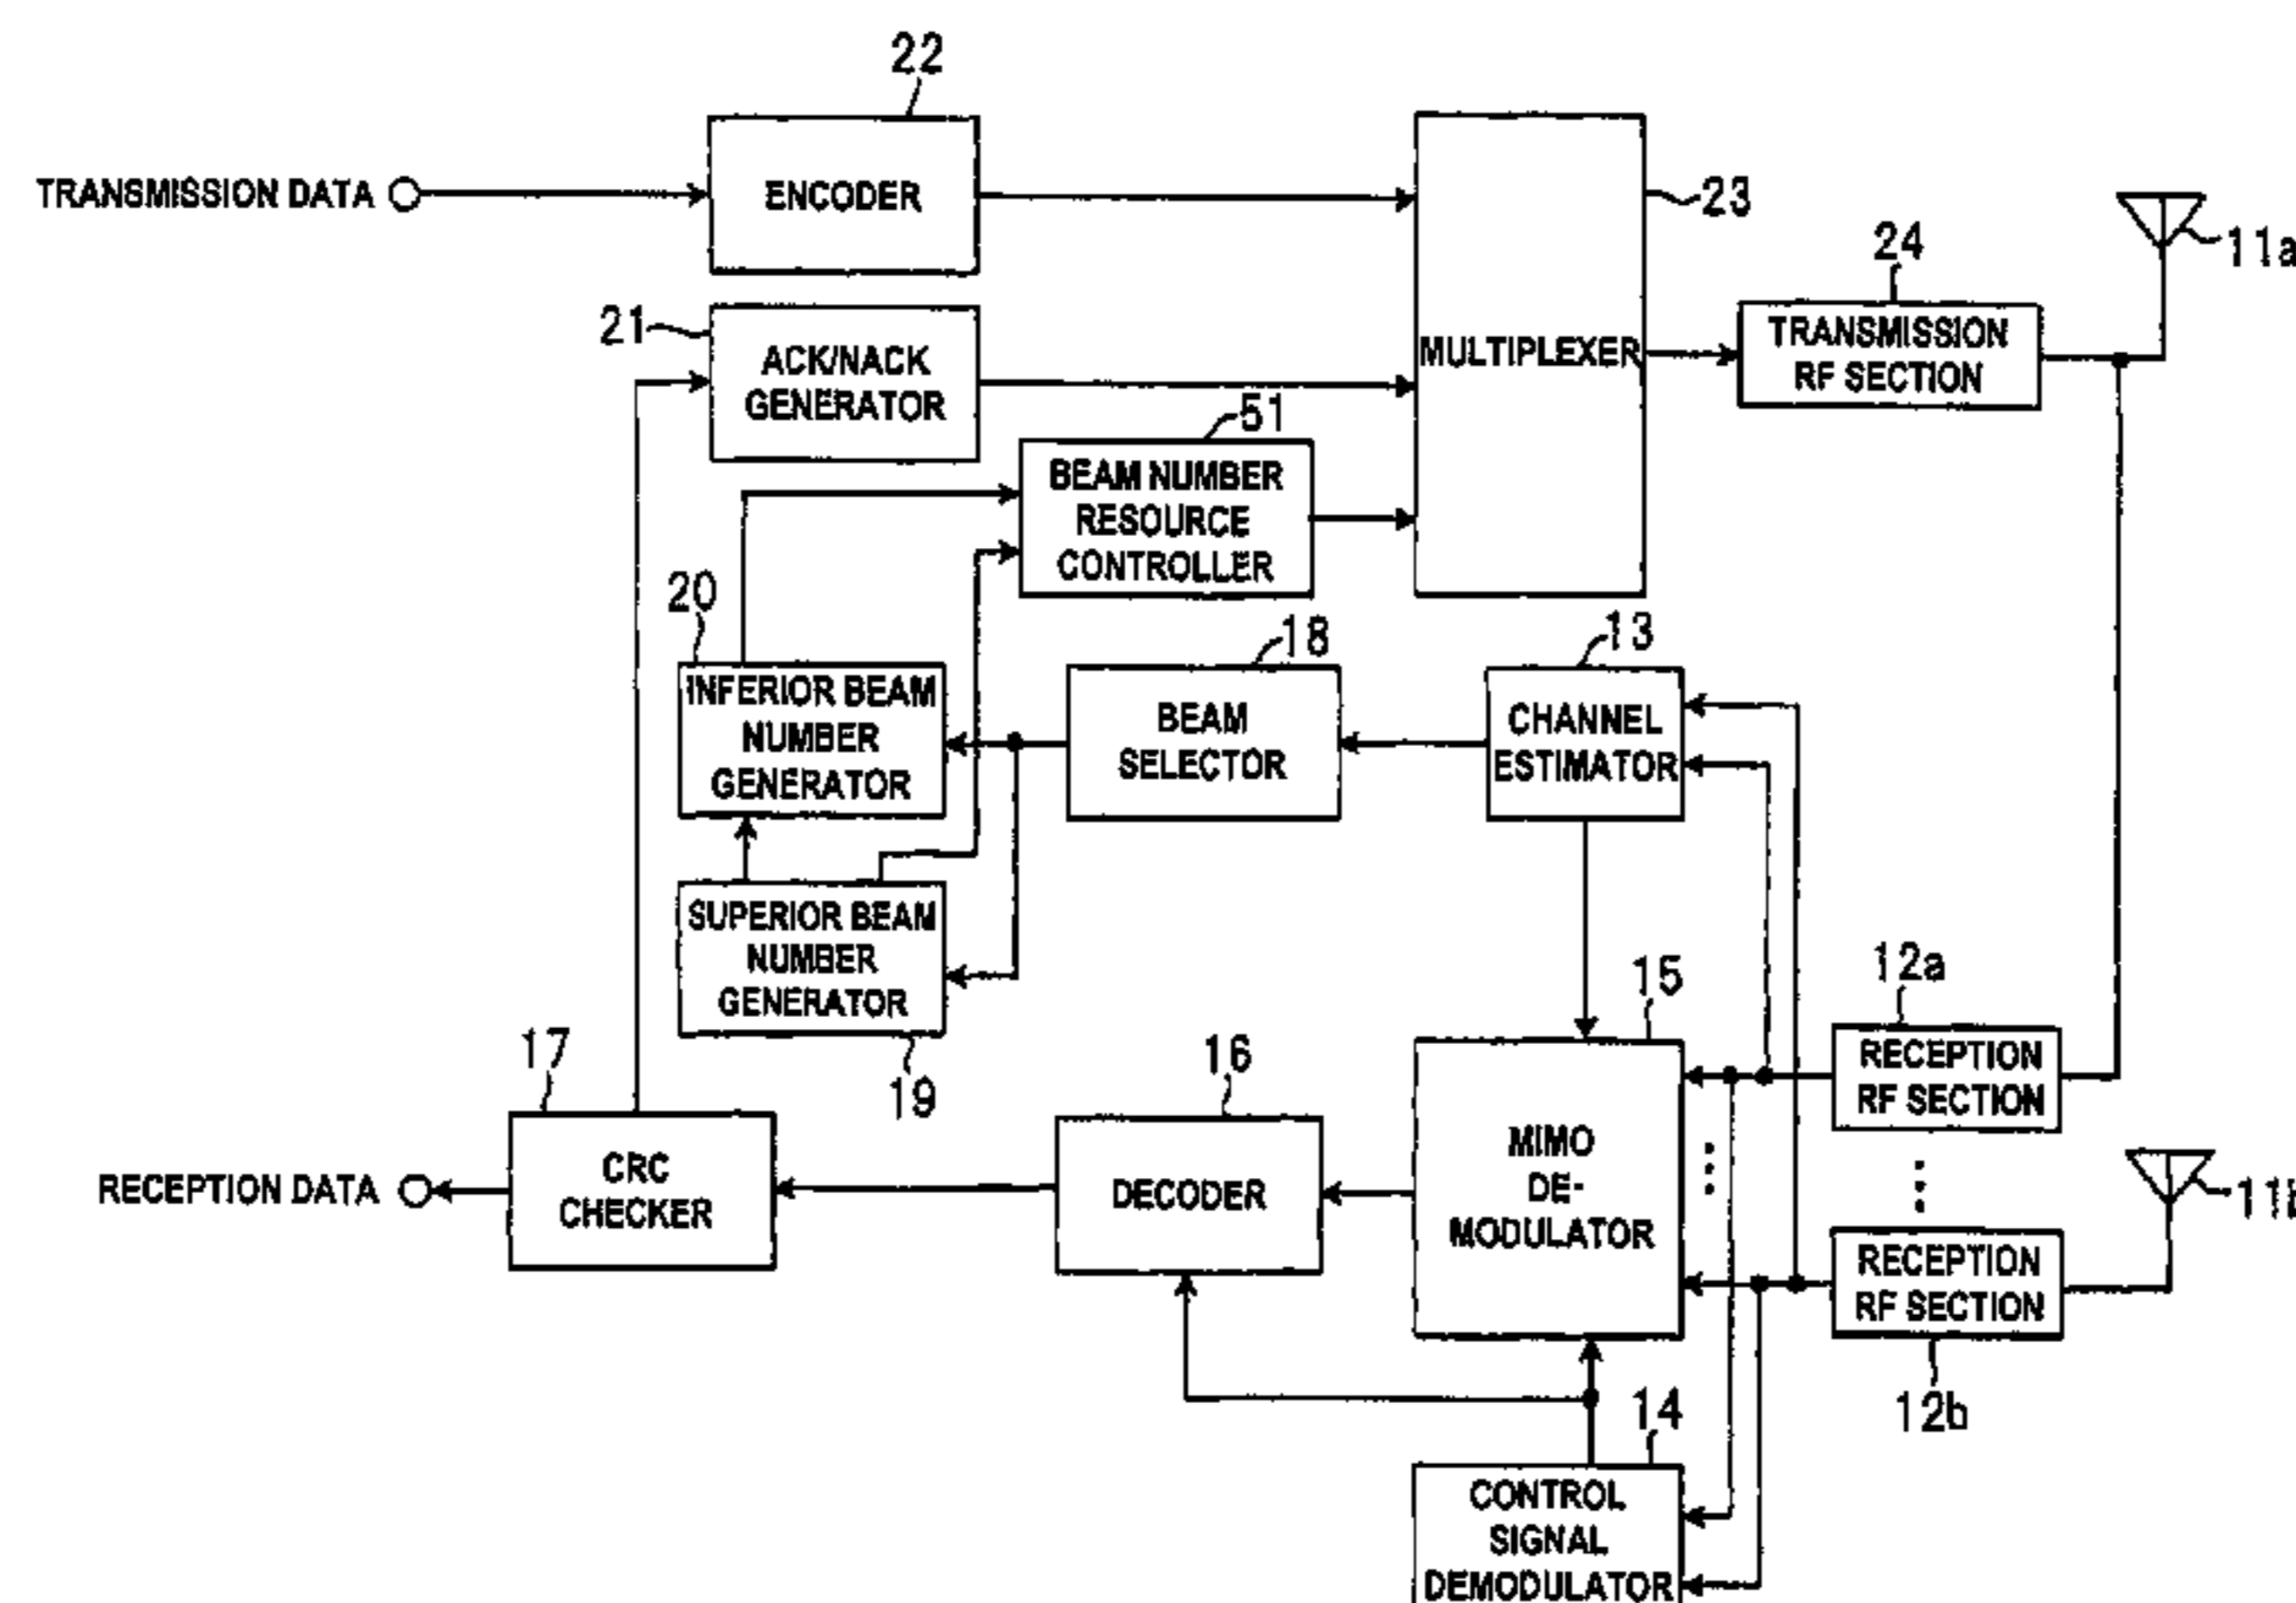 22
TRANSMISSION DATA
ENCODER
23
11a
24
21
ACK/NACK
GENERATOR
MULTIPLEXER
TRANSMISSION
RF SECTION
51
BEAM NUMBER
RESOURCE
CONTROLLER
20
18
13
INFERIOR BEAM
NUMBER
GENERATOR
BEAM
SELECTOR
CHANNEL
ESTIMATOR
SUPERIOR BEAM
NUMBER
GENERATOR
19
15
12a
RECEPTION
RF SECTION
17
16
RECEPTION DATA
CRC
CHECKER
DECODER
MIMO
DE-
MODULATOR
11b
RECEPTION
RF SECTION
12b
14
CONTROL
SIGNAL
DEMODULATOR